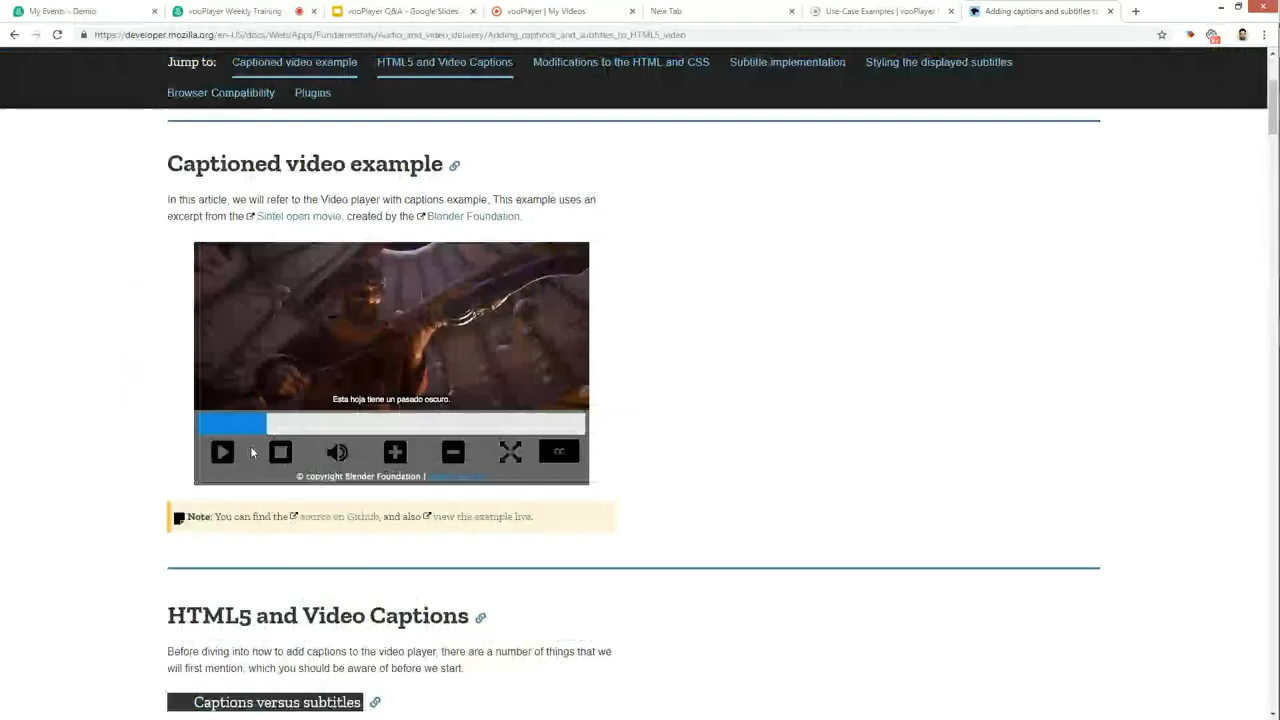 My Events - Demio
vooPlayer Weekly Training
vooPlayer Q&A - Google Slides
vooPlayer | My Videos
New Tab
Use-Case Examples | vooPlayer
Adding captions and subtitles t
https://developer.mozilla.org/en-US/docs/Web/Apps/Fundamentals/Audio_and_video_delivery/Adding_captions_and_subtitles_to_HTML5_video
Jump to: Captioned video example HTML5 and Video Captions Modifications to the HTML and CSS Subtitle implementation Styling the displayed subtitles
Browser Compatibility Plugins
Captioned video example
In this article, we will refer to the Video player with captions example. This example uses an
excerpt from the Sintel open movie, created by the Blender Foundation.
Esta hoja tiene un pasado oscuro.
CC
© copyright Blender Foundation |
Note: You can find the source on Github, and also view the example live.
HTML5 and Video Captions
Before diving into how to add captions to the video player, there are a number of things that we
will first mention, which you should be aware of before we start.
Captions versus subtitles